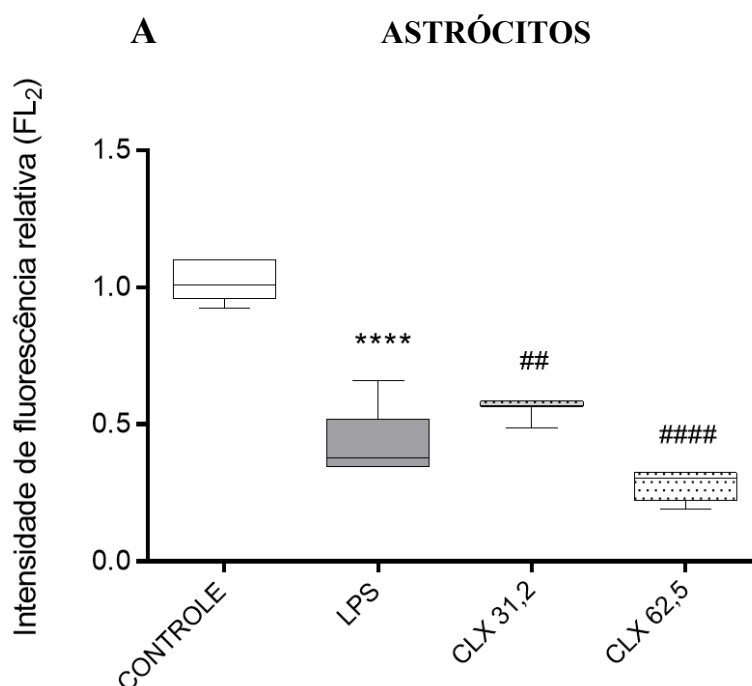 A ASTRÓCITOS
Intensidade de fluorescência relativa (FL₂)
1.5
1.0
0.5
0.0
****
##
####
CONTROLE
LPS
CLX 31,2
CLX 62,5